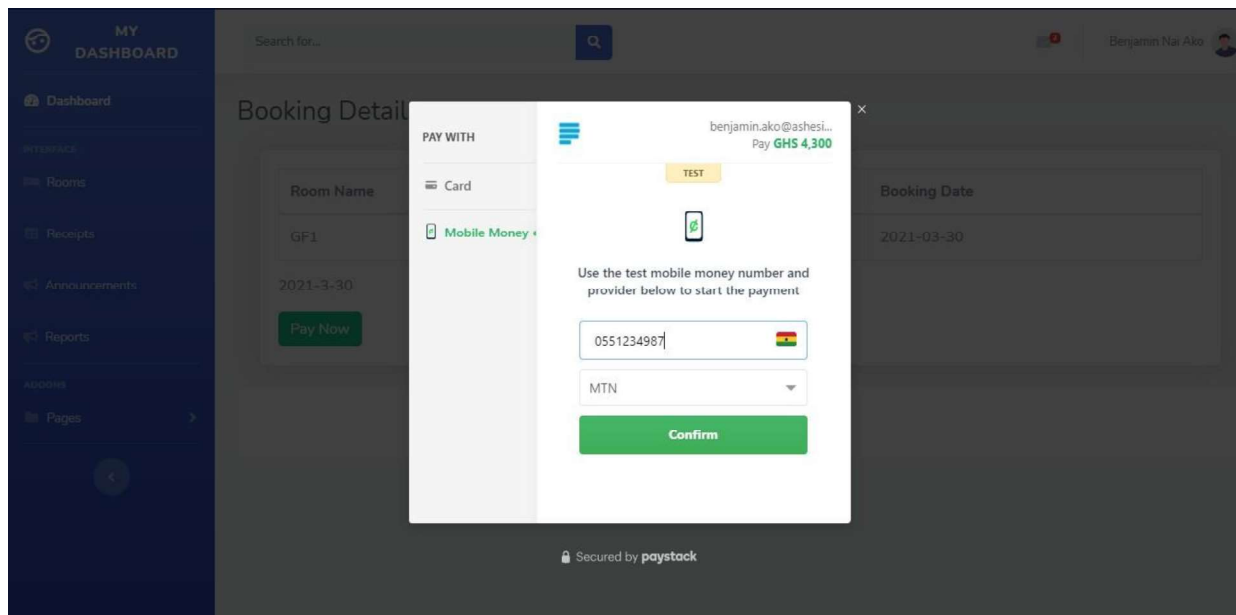 MY
DASHBOARD
Search for...
4
Benjamin Nai Ako
Dashboard
INTERFACE
Rooms
Receipts
Announcements
Reports
ADDONS
Pages
Booking Detail
Room Name
Booking Date
GF1
2021-03-30
2021-3-30
Pay Now
PAY WITH
Card
Mobile Money
benjamin.ako@ashesi...
Pay GHS 4,300
TEST
Use the test mobile money number and
provider below to start the payment
0551234987
MTN
Confirm
×
Secured by paystack